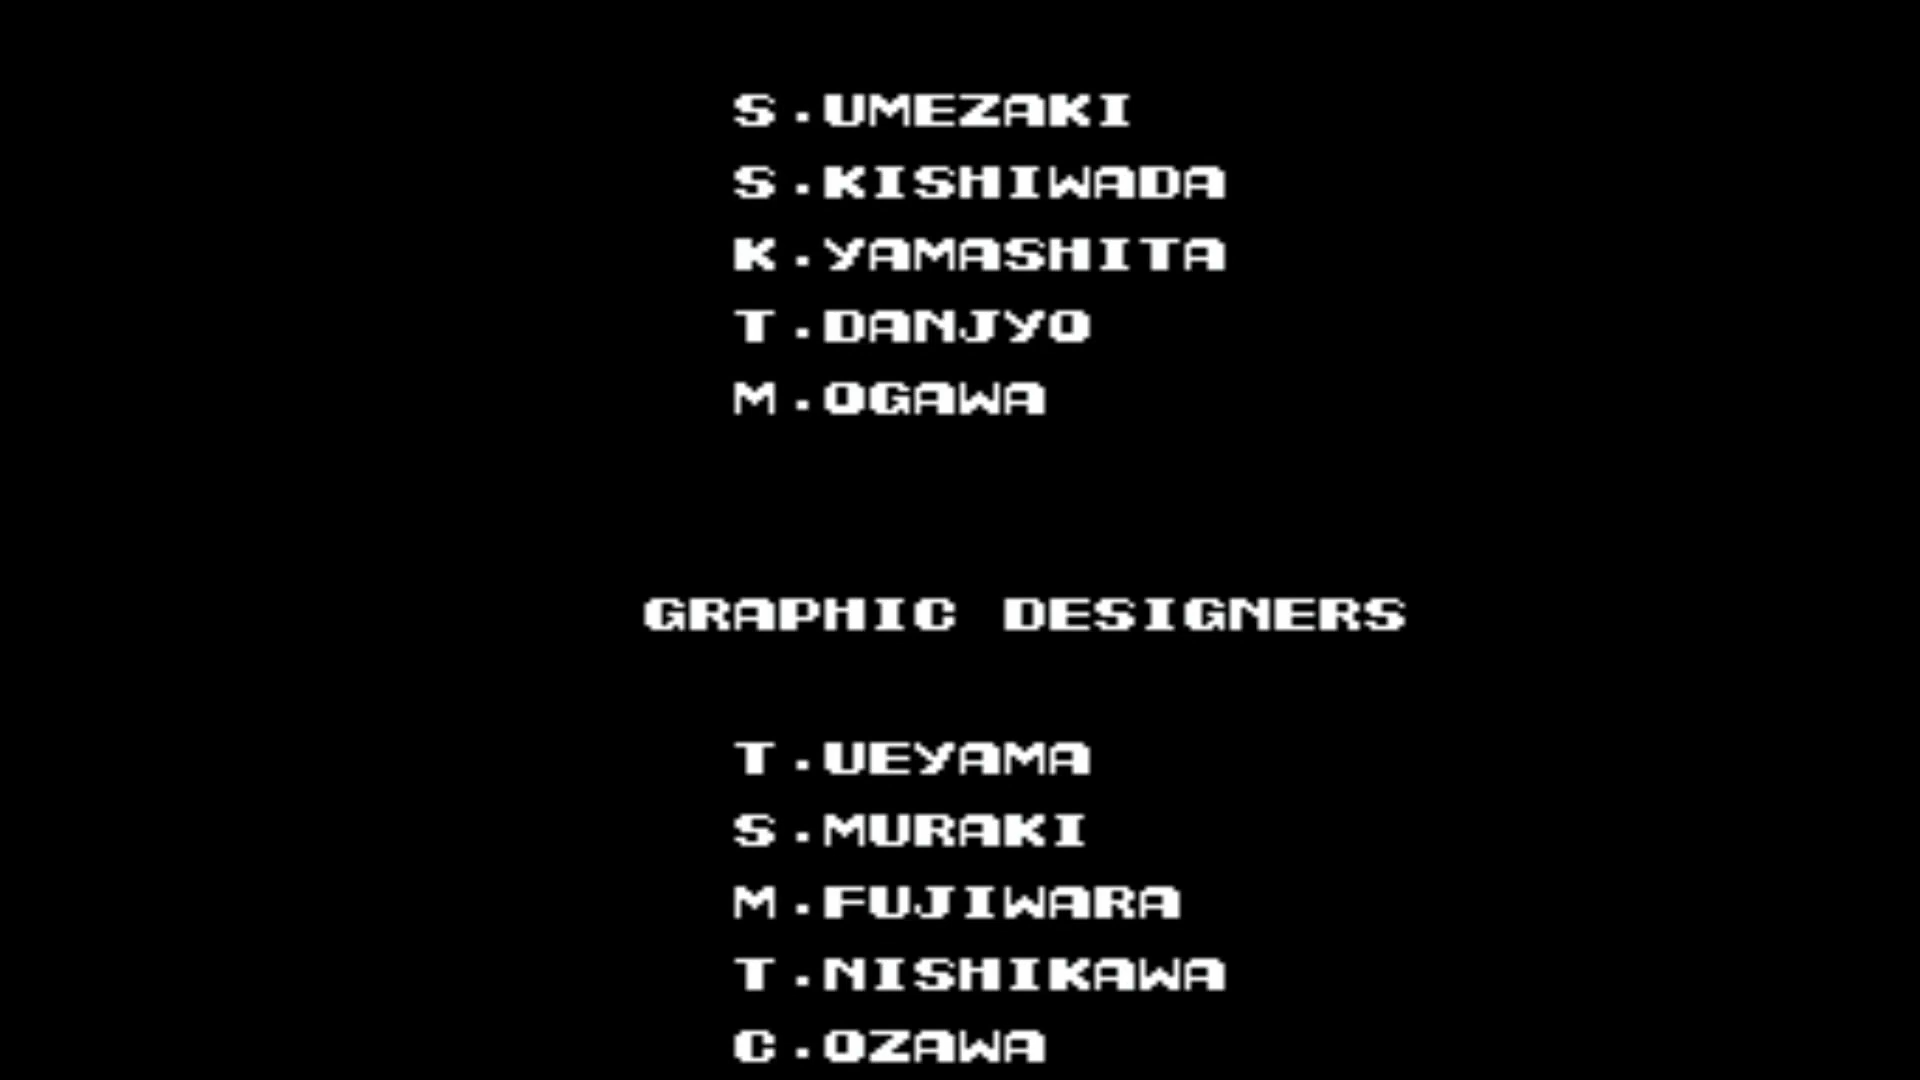 S.UMEZAKI
S.KISHIWADA
K.YAMASHITA
T.DANJYO
M.OGAWA
GRAPHIC DESIGNERS
T.UEYAMA
S.MURAKI
M.FUJIWARA
T.NISHIKAWA
C.OZAWA